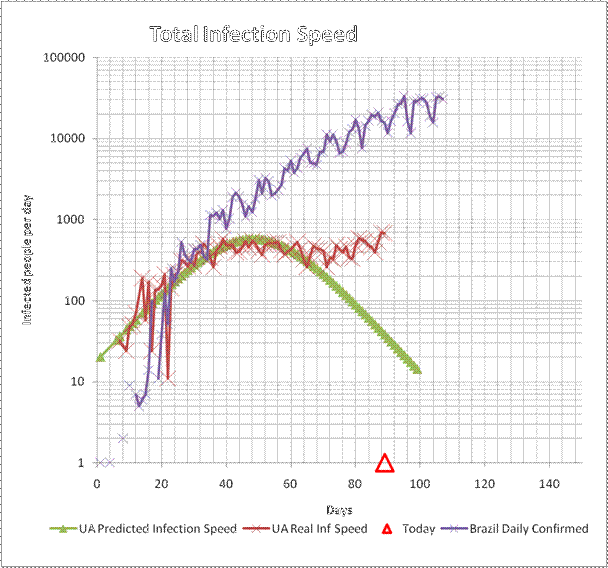 Total Infection Speed
100000
10000
1000
100
10
1
Infected people per day
0 20 40 60 80 100 120 140
Days
UA Predicted Infection Speed UA Real Inf Speed Today Brazil Daily Confirmed